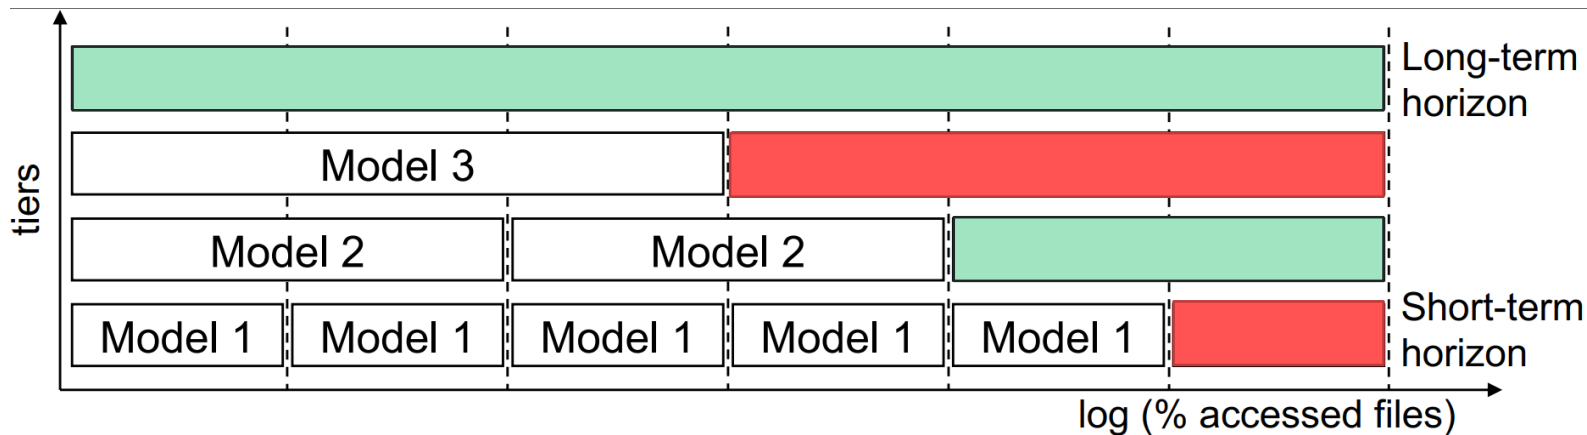 Long-term
horizon
Model 3
tiers
Model 2 Model 2
Model 1 Model 1 Model 1 Model 1 Model 1
Short-term
horizon
log (% accessed files)